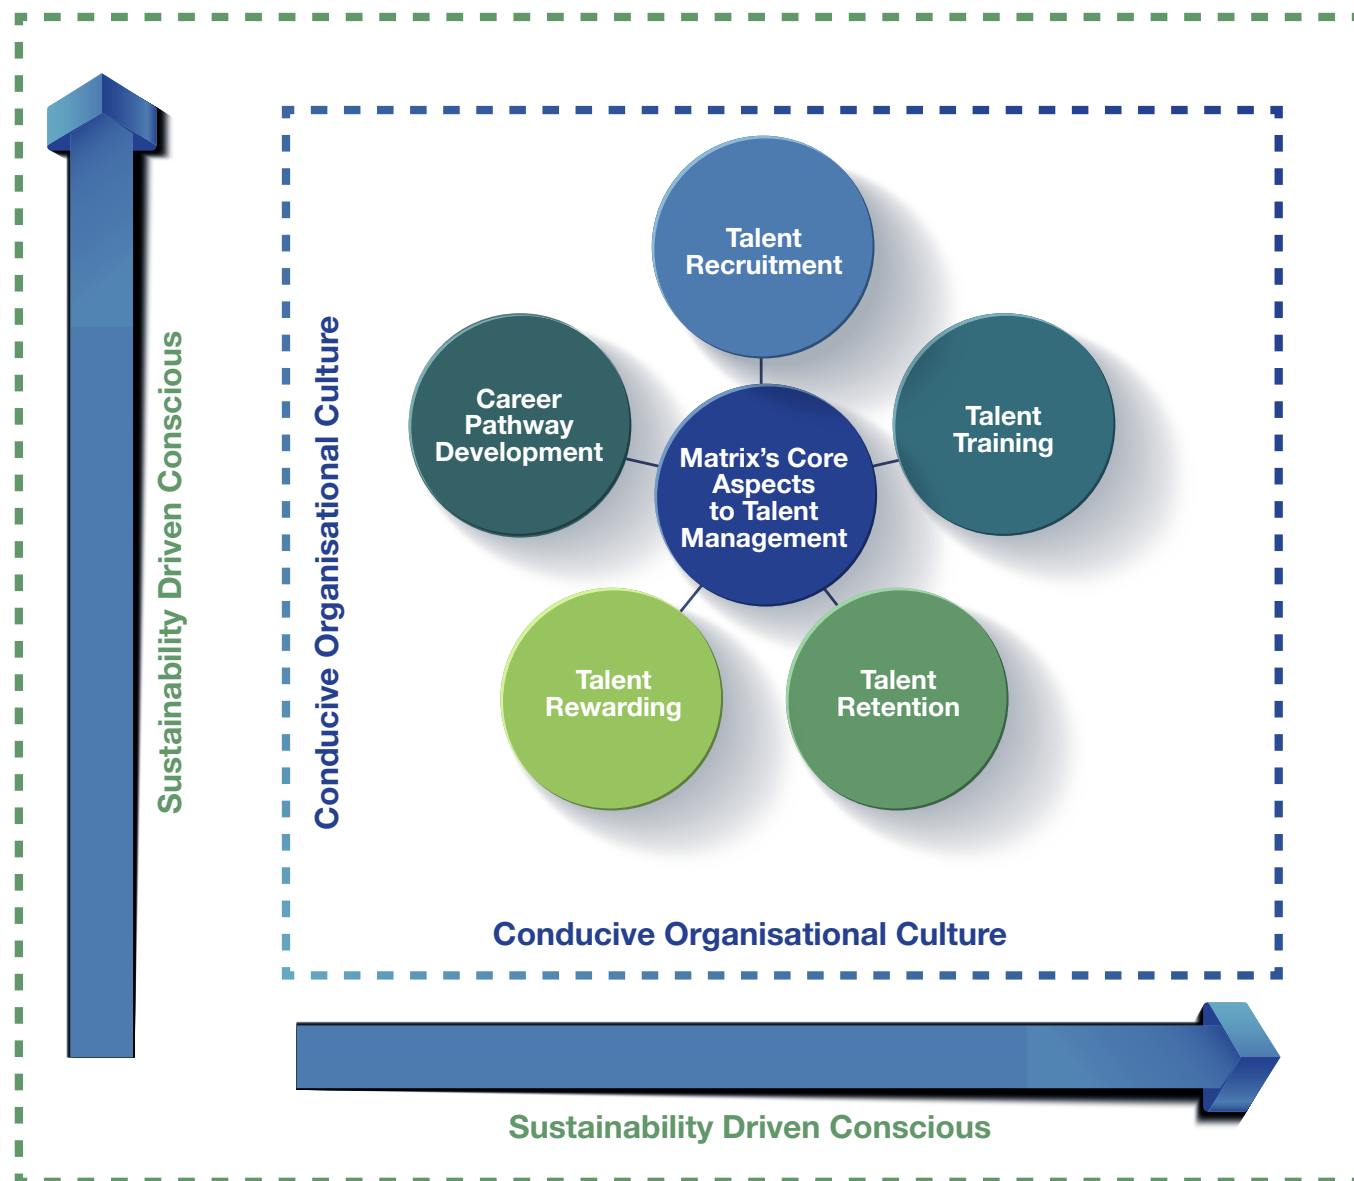 Talent
Recruitment
Career
Pathway
Development
Talent
Training
Matrix’s Core
Aspects
to Talent
Management
Talent
Rewarding
Talent
Retention
Conducive Organisational Culture
Conducive Organisational Culture
Sustainability Driven Conscious
Sustainability Driven Conscious